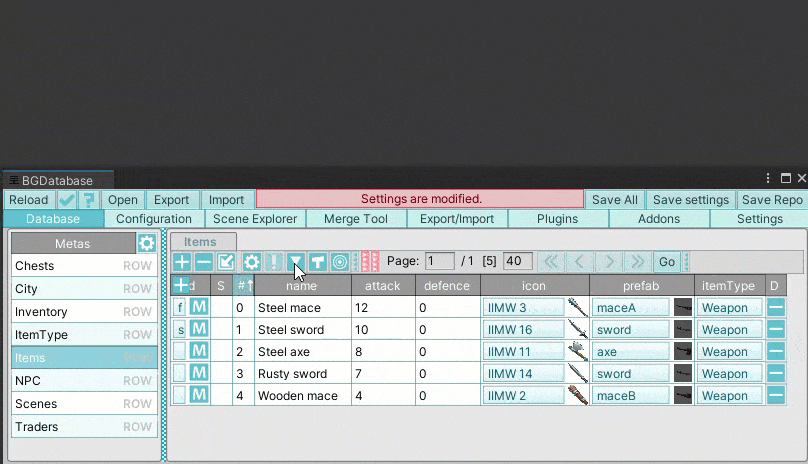 BGDatabase
Reload Open Export Import Settings are modified. Save All Save settings Save Repo
Database Configuration Scene Explorer Merge Tool Export/Import Plugins Addons Settings
Metas
Chests ROW
City ROW
Inventory ROW
ItemType ROW
Items
NPC ROW
Scenes ROW
Traders ROW
Items
Page: 1 / 1 [5] 40 Go
d S # name attack defence icon prefab itemType D
f M 0 Steel mace 12 0 IIMW 3 maceA Weapon
s M 1 Steel sword 10 0 IIMW 16 sword Weapon
M 2 Steel axe 8 0 IIMW 11 axe Weapon
M 3 Rusty sword 7 0 IIMW 14 sword Weapon
M 4 Wooden mace 4 0 IIMW 2 maceB Weapon